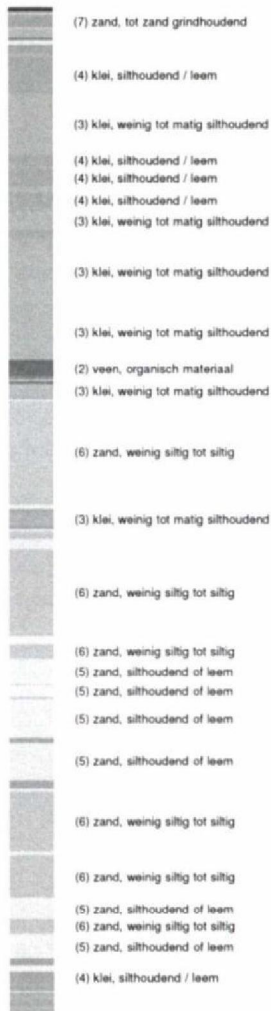 (7) zand, tot zand grindhoudend
(4) klei, silthoudend / leem
(3) klei, weinig tot matig silthoudend
(4) klei, silthoudend / leem
(4) klei, silthoudend / leem
(4) klei, silthoudend / leem
(3) klei, weinig tot matig silthoudend
(3) klei, weinig tot matig silthoudend
(3) klei, weinig tot matig silthoudend
(2) veen, organisch materiaal
(3) klei, weinig tot matig silthoudend
(6) zand, weinig siltig tot siltig
(3) klei, weinig tot matig silthoudend
(6) zand, weinig siltig tot siltig
(6) zand, weinig siltig tot siltig
(5) zand, silthoudend of leem
(5) zand, silthoudend of leem
(5) zand, silthoudend of leem
(5) zand, silthoudend of leem
(6) zand, weinig siltig tot siltig
(6) zand, weinig siltig tot siltig
(5) zand, silthoudend of leem
(6) zand, weinig siltig tot siltig
(5) zand, silthoudend of leem
(4) klei, silthoudend / leem